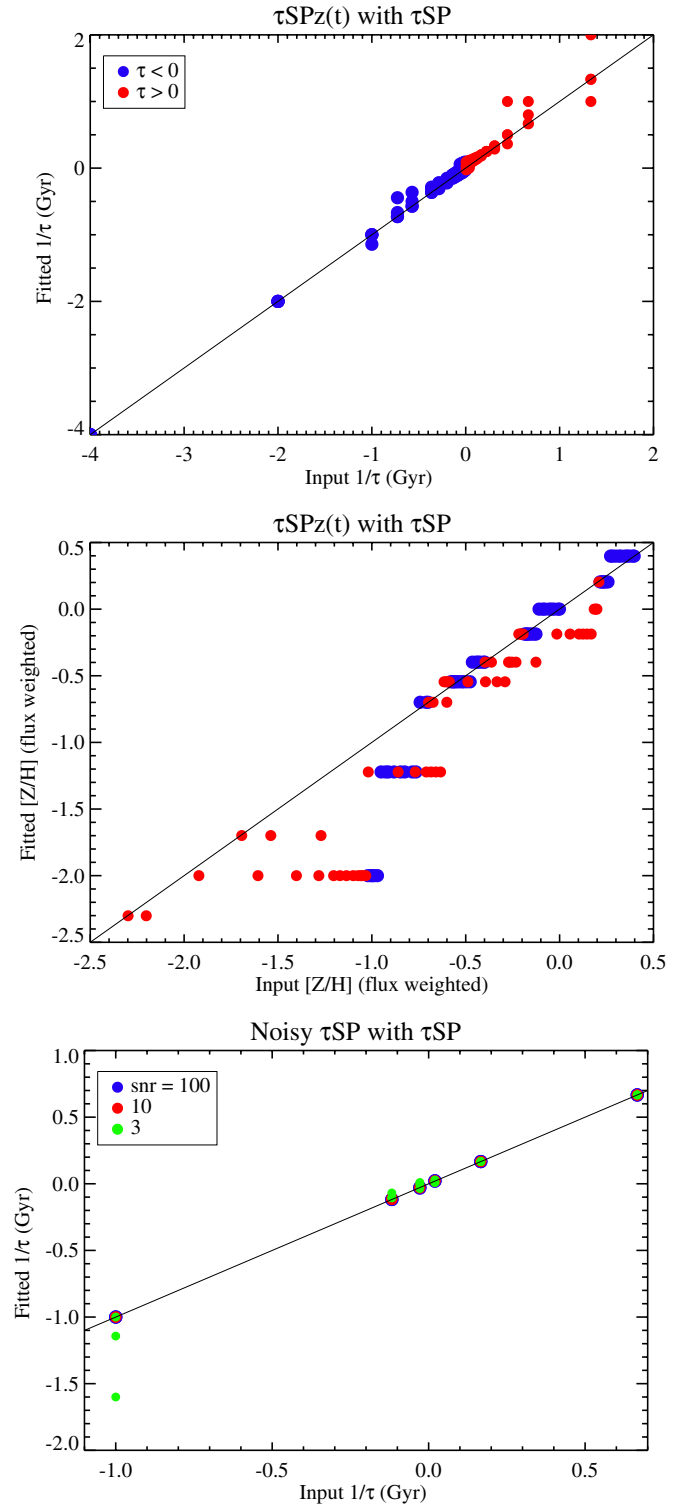 τSPz(t) with τSP
τ < 0
τ > 0
2
0
-2
-4
Fitted 1/τ (Gyr)
-4 -3 -2 -1 0 1 2
Input 1/τ (Gyr)
τSPz(t) with τSP
0.5
0.0
-0.5
-1.0
-1.5
-2.0
-2.5
Fitted [Z/H] (flux weighted)
-2.5 -2.0 -1.5 -1.0 -0.5 0.0 0.5
Input [Z/H] (flux weighted)
Noisy τSP with τSP
snr = 100
10
3
1.0
0.5
0.0
-0.5
-1.0
-1.5
-2.0
Fitted 1/τ (Gyr)
-1.0 -0.5 0.0 0.5
Input 1/τ (Gyr)